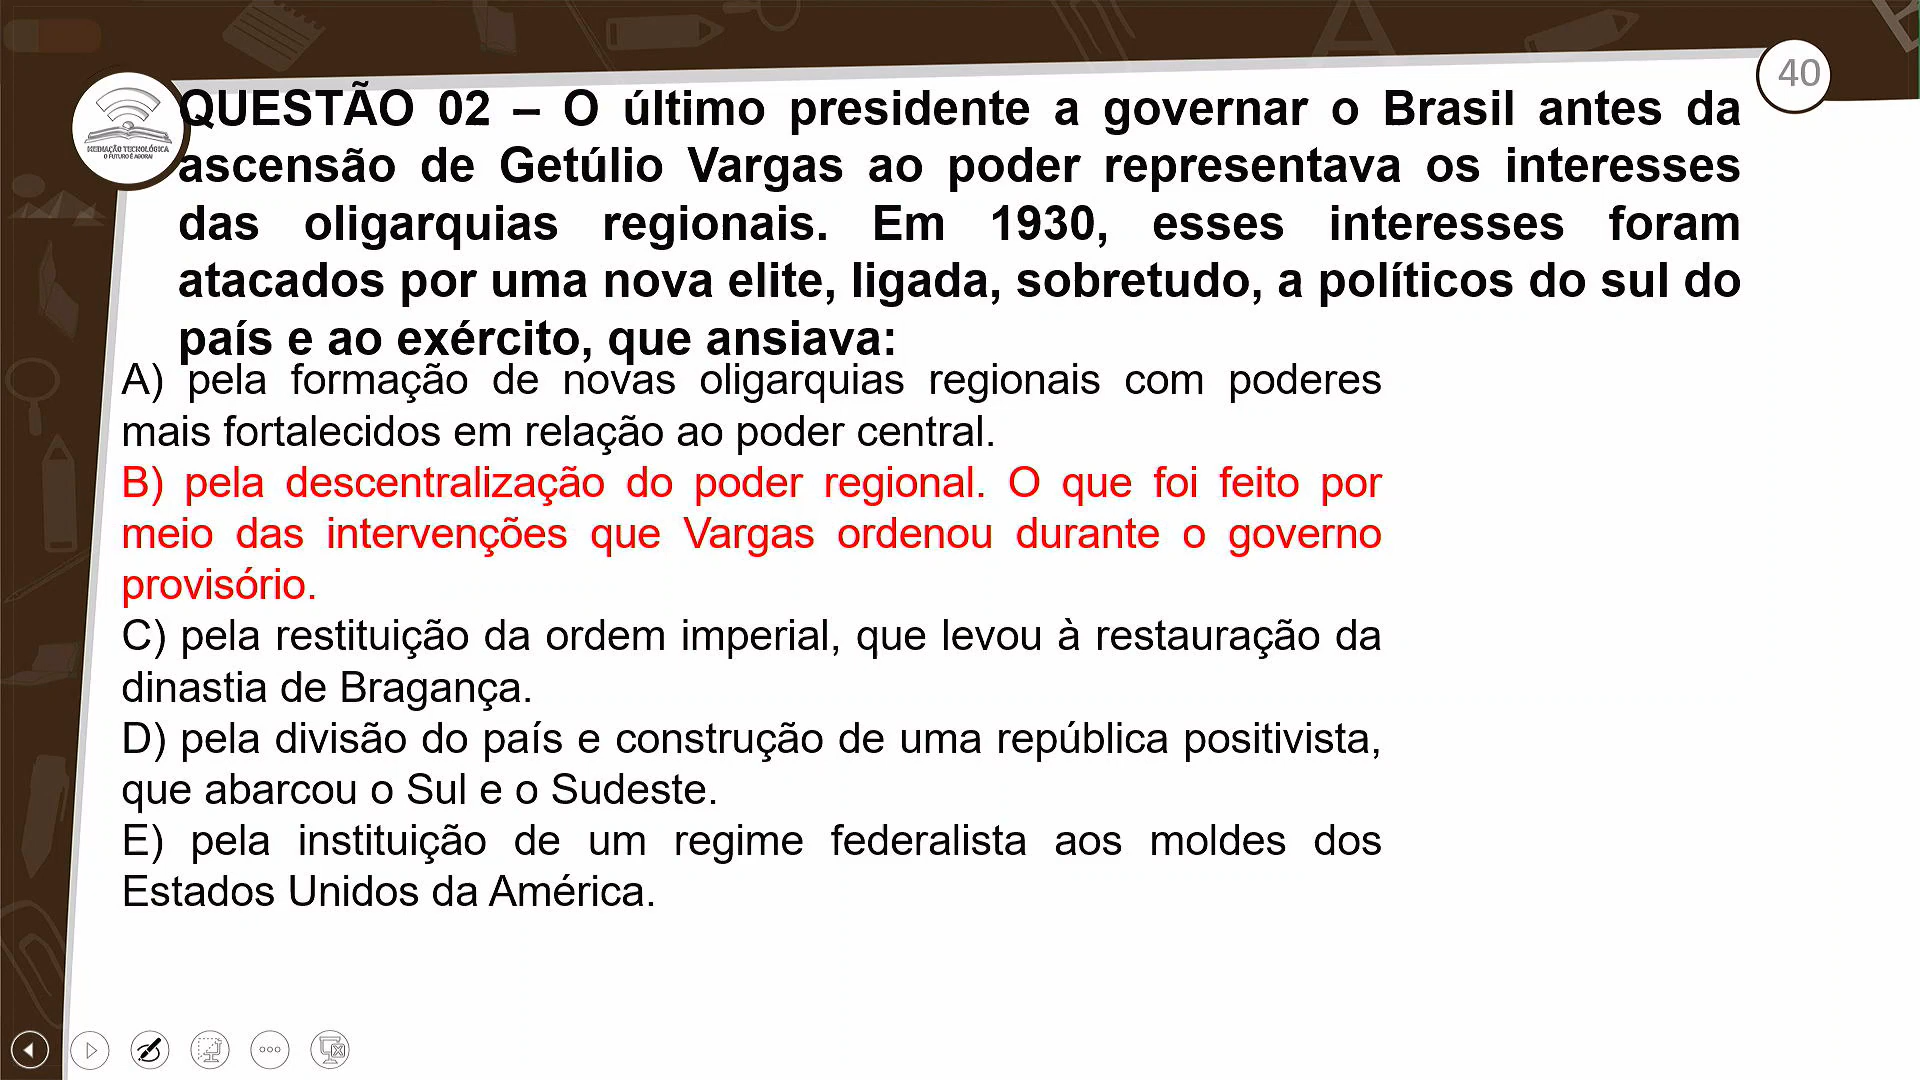 40
MEDIAÇÃO TECNOLÓGICA
O FUTURO É AGORA!
QUESTÃO 02 – O último presidente a governar o Brasil antes da
ascensão de Getúlio Vargas ao poder representava os interesses
das oligarquias regionais. Em 1930, esses interesses foram
atacados por uma nova elite, ligada, sobretudo, a políticos do sul do
país e ao exército, que ansiava:
A) pela formação de novas oligarquias regionais com poderes
mais fortalecidos em relação ao poder central.
B) pela descentralização do poder regional. O que foi feito por
meio das intervenções que Vargas ordenou durante o governo
provisório.
C) pela restituição da ordem imperial, que levou à restauração da
dinastia de Bragança.
D) pela divisão do país e construção de uma república positivista,
que abarcou o Sul e o Sudeste.
E) pela instituição de um regime federalista aos moldes dos
Estados Unidos da América.